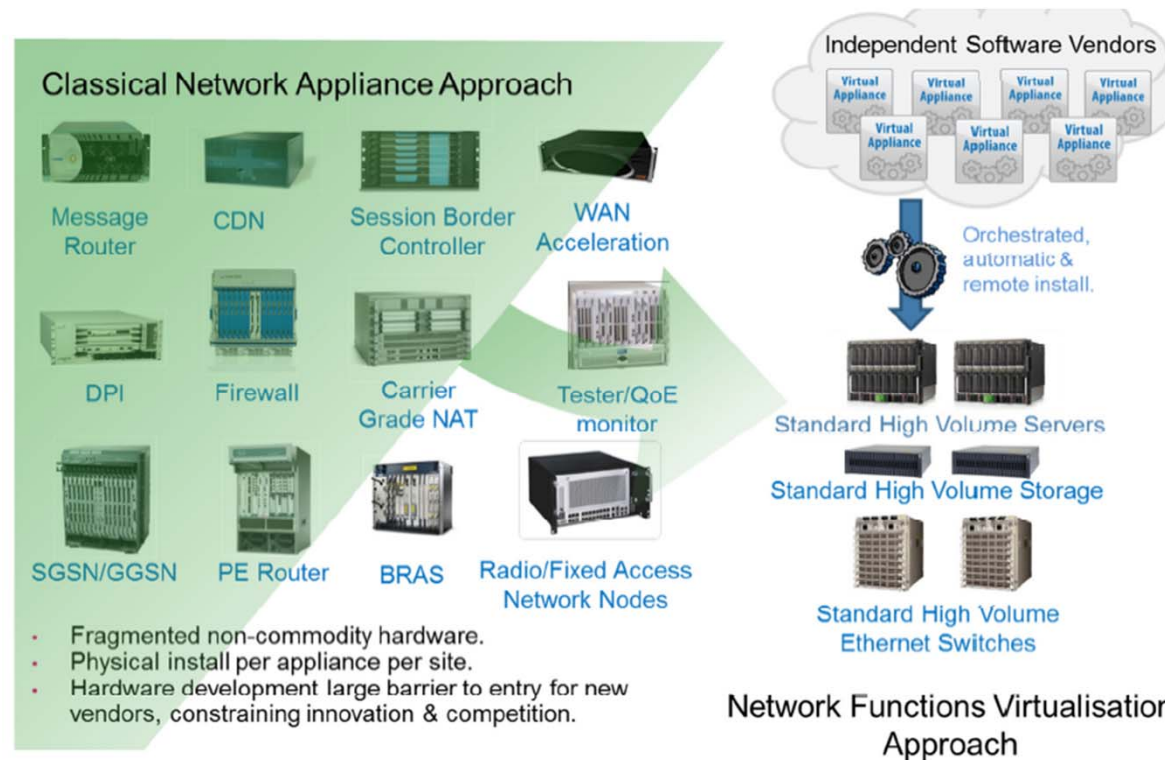 Classical Network Appliance Approach
Message
Router
CDN
Session Border
Controller
WAN
Acceleration
DPI
Firewall
Carrier
Grade NAT
Tester/QoE
monitor
SGSN/GGSN
PE Router
BRAS
Radio/Fixed Access
Network Nodes
• Fragmented non-commodity hardware.
• Physical install per appliance per site.
• Hardware development large barrier to entry for new
vendors, constraining innovation & competition.
Independent Software Vendors
Virtual
Appliance
Virtual
Appliance
Virtual
Appliance
Virtual
Appliance
Virtual
Appliance
Virtual
Appliance
Virtual
Appliance
Orchestrated,
automatic &
remote install.
Standard High Volume Servers
Standard High Volume Storage
Standard High Volume
Ethernet Switches
Network Functions Virtualisation
Approach